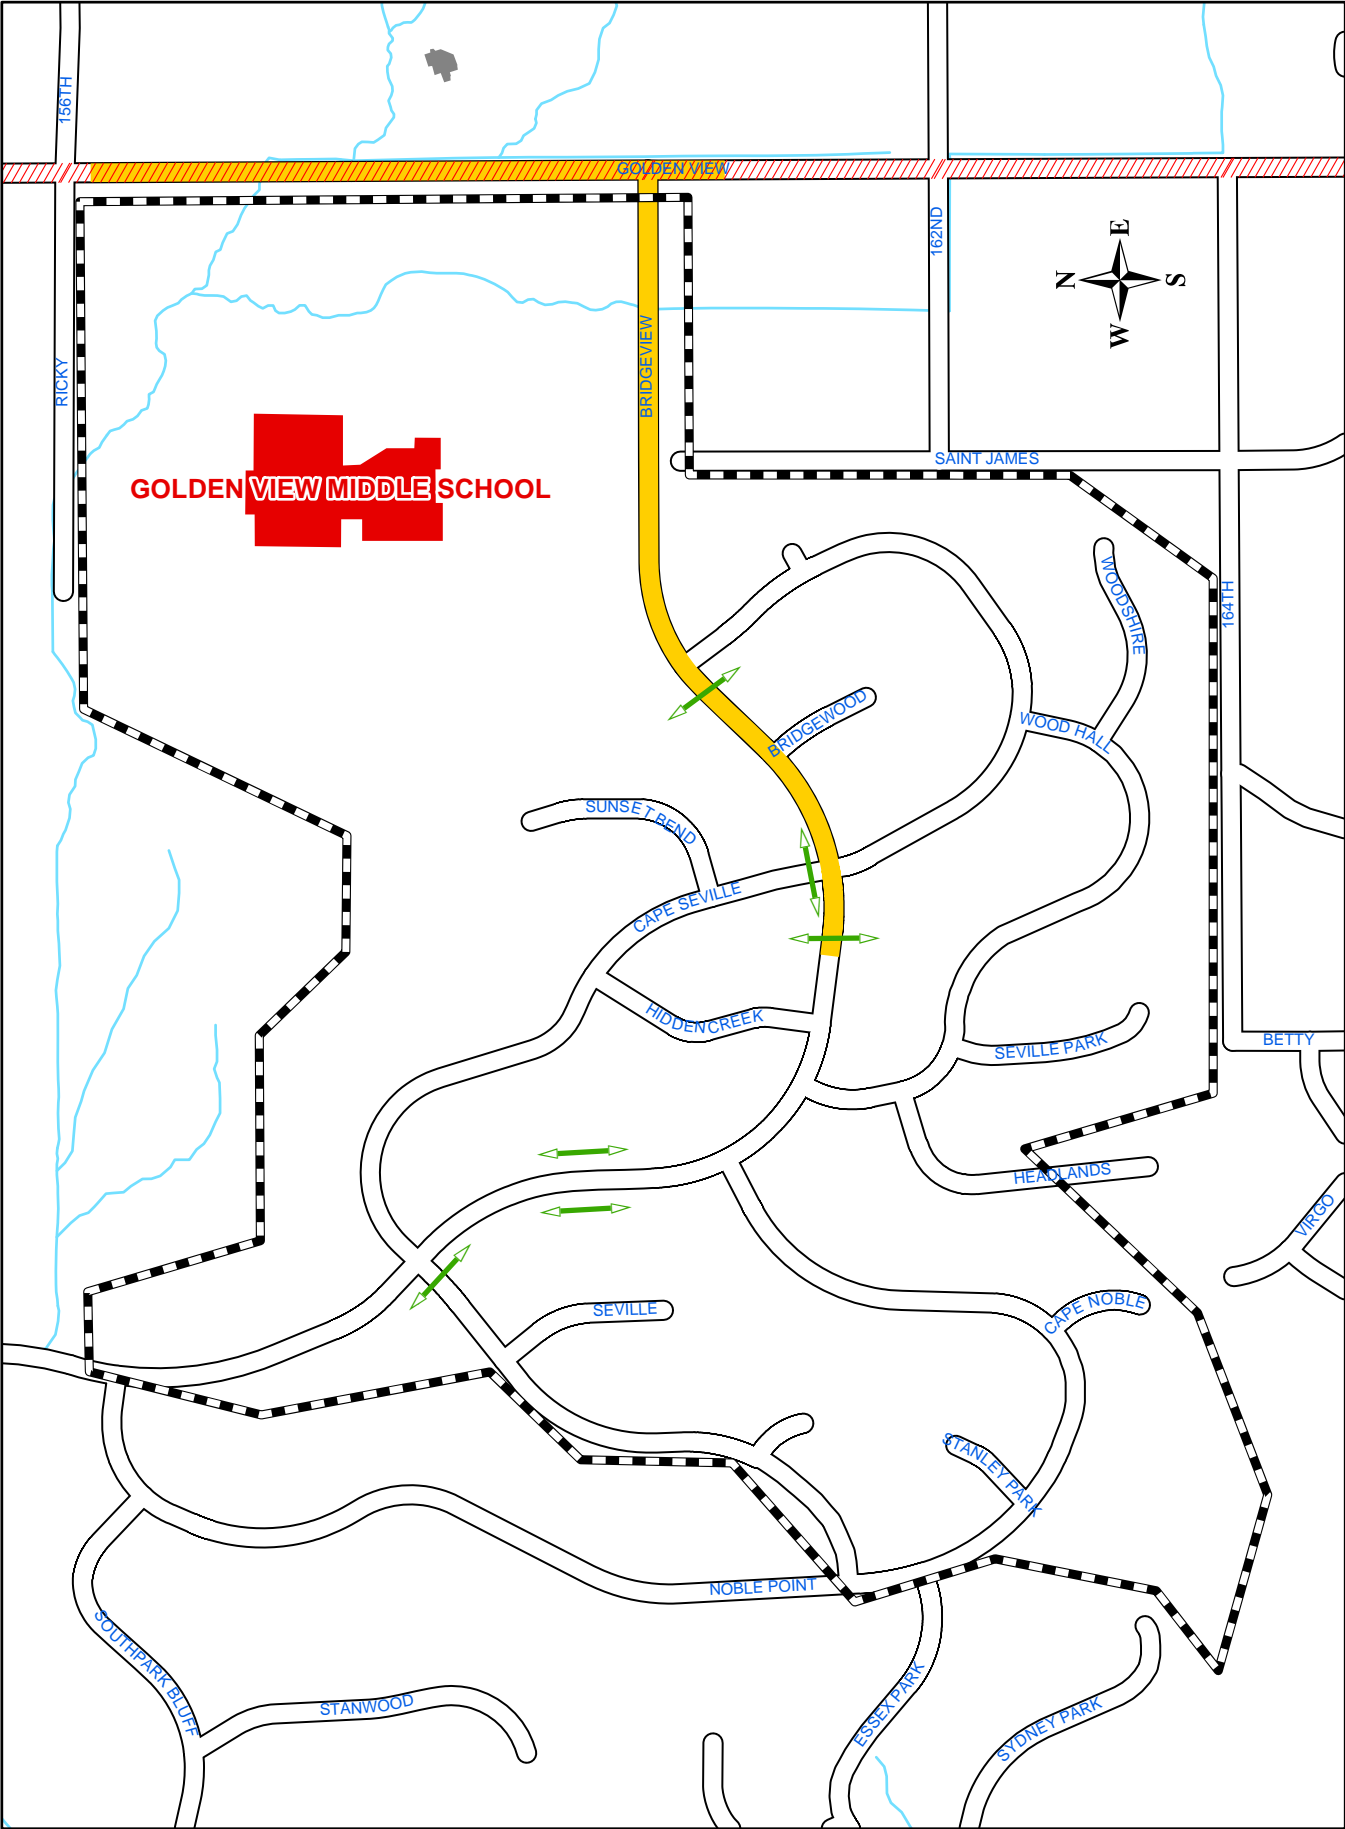 156TH
GOLDEN VIEW
162ND
E
N
S
W
BRIDGEVIEW
RICKY
SAINT JAMES
GOLDEN VIEW MIDDLE SCHOOL
WOODSHIRE
164TH
BRIDGEWOOD
WOOD HALL
SUNSET BEND
CAPE SEVILLE
HIDDEN CREEK
SEVILLE PARK
BETTY
HEADLANDS
VIRGO
SEVILLE
CAPE NOBLE
STANLEY PARK
NOBLE POINT
SOUTHPARK BLUFF
STANWOOD
ESSEX PARK
SYDNEY PARK